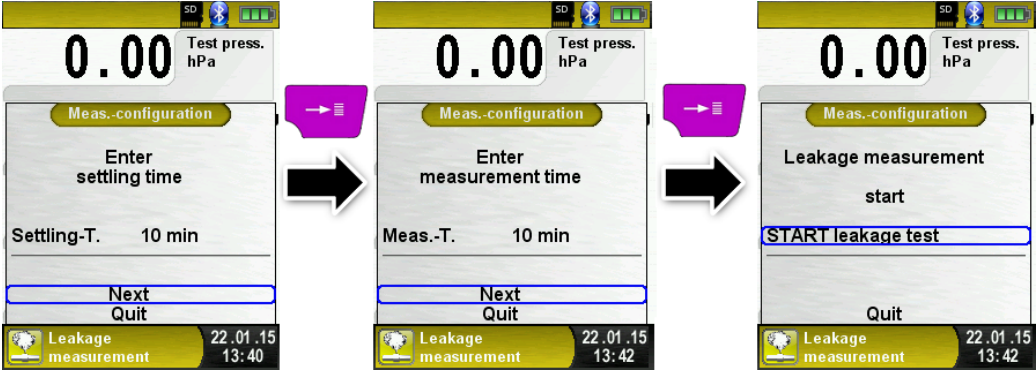 SD
0.00 Test press.
hPa
Meas.-configuration
Enter
settling time
Settling-T. 10 min
Next
Quit
Leakage 22.01.15
measurement 13:40
SD
0.00 Test press.
hPa
Meas.-configuration
Enter
measurement time
Meas.-T. 10 min
Next
Quit
Leakage 22.01.15
measurement 13:42
SD
0.00 Test press.
hPa
Meas.-configuration
Leakage measurement
start
START leakage test
Quit
Leakage 22.01.15
measurement 13:42